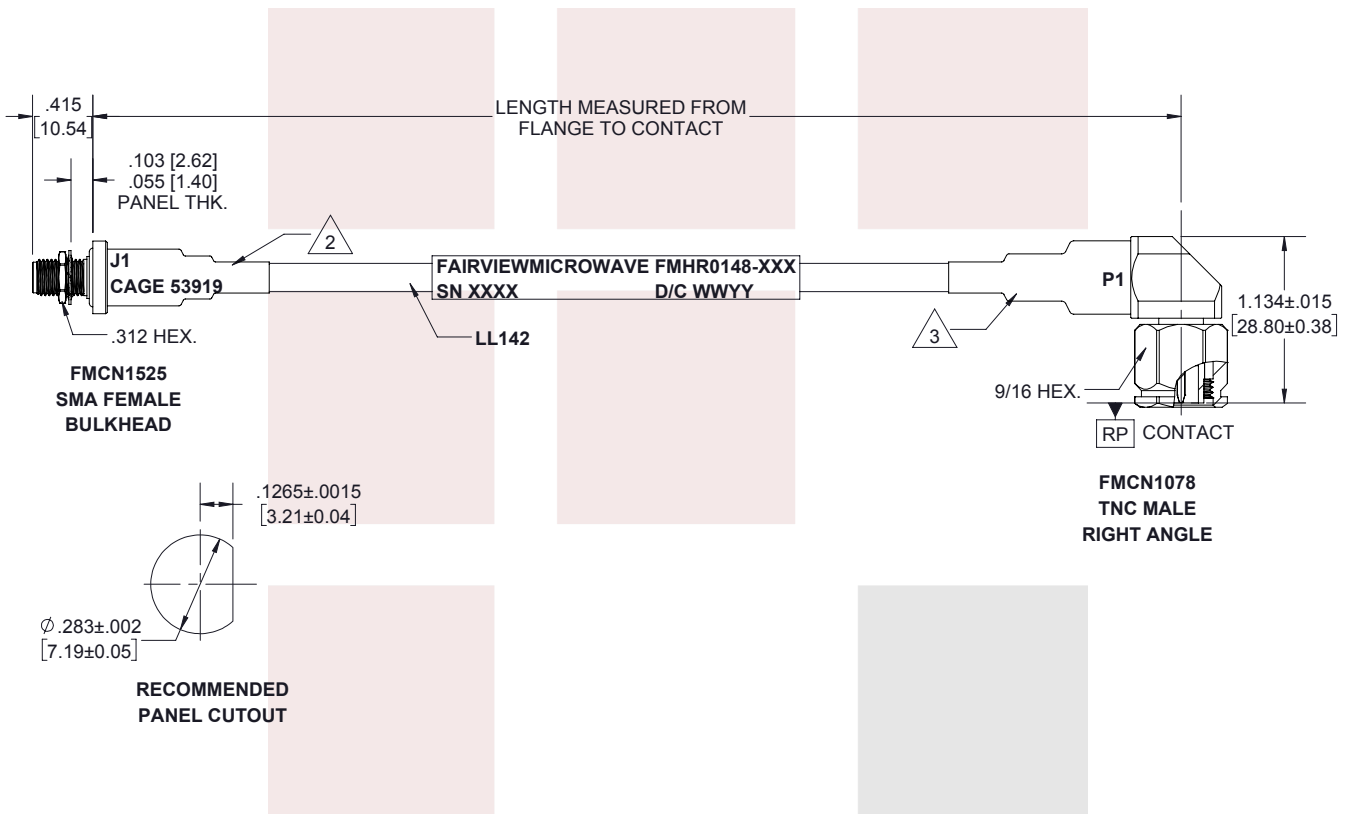 .415
[10.54]
LENGTH MEASURED FROM
FLANGE TO CONTACT
.103 [2.62]
.055 [1.40]
PANEL THK.
2
J1
CAGE 53919
FAIRVIEWMICROWAVE FMHR0148-XXX
SN XXXX D/C WWYY
P1
1.134±.015
[28.80±0.38]
.312 HEX.
LL142
3
FMCN1525
SMA FEMALE
BULKHEAD
9/16 HEX.
RP CONTACT
FMCN1078
TNC MALE
RIGHT ANGLE
.1265±.0015
[3.21±0.04]
∅.283±.002
[7.19±0.05]
RECOMMENDED
PANEL CUTOUT